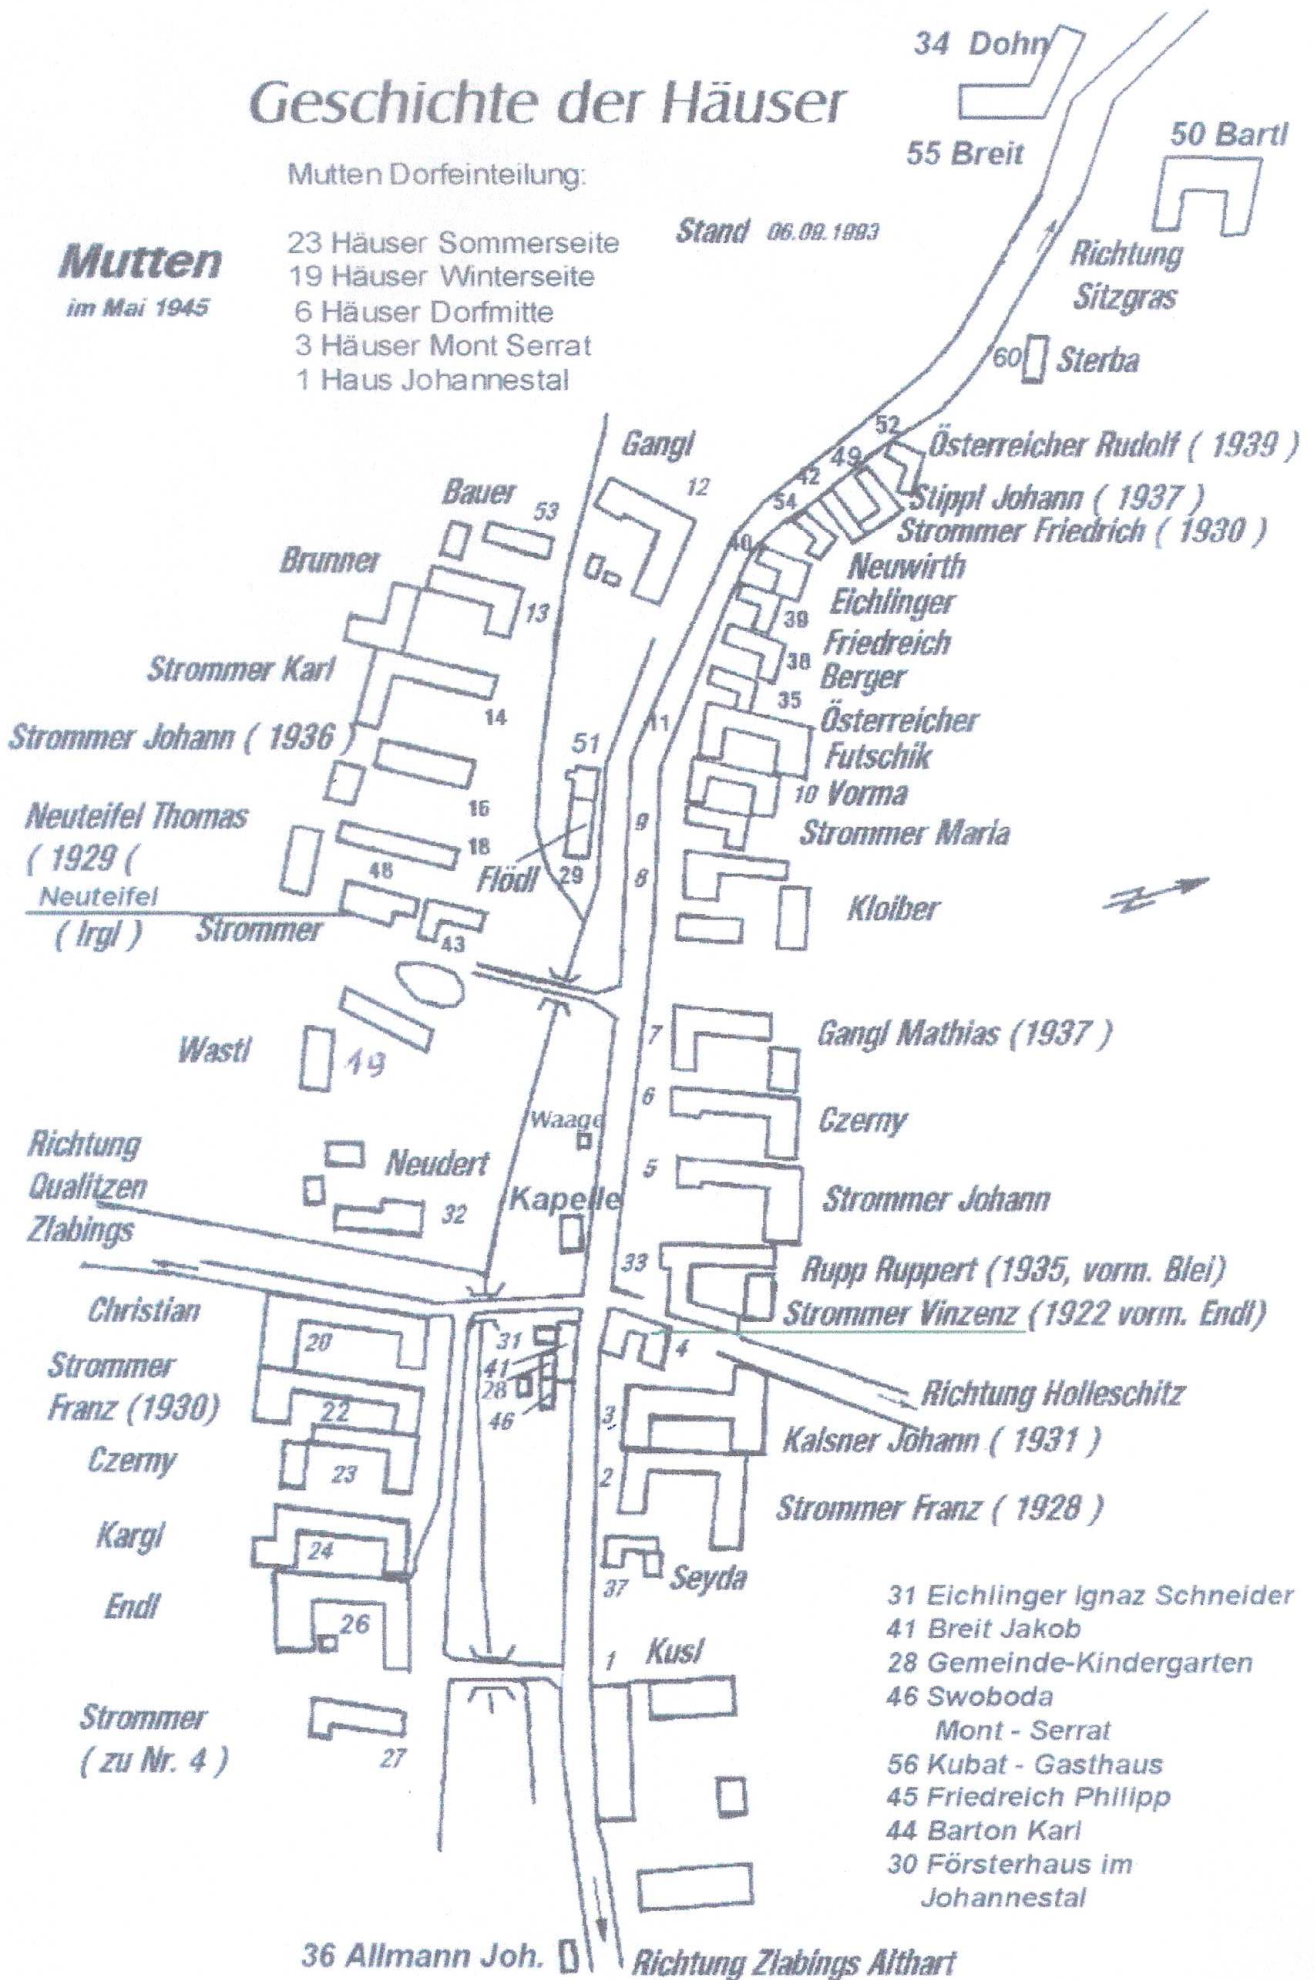 34 Dohn
Geschichte der Häuser
55 Breit
50 Bartl
Mutten Dorfeinteilung:
Stand 06.09.1993
Mutten
im Mai 1945
23 Häuser Sommerseite
19 Häuser Winterseite
6 Häuser Dorfmitte
3 Häuser Mont Serrat
1 Haus Johannestal
Richtung
Sitzgras
60 Sterba
52
Österreicher Rudolf ( 1939 )
Gangl
12
49
42
54
Stippl Johann ( 1937 )
Strommer Friedrich ( 1930 )
Bauer
53
40
Neuwirth
Brunner
13
Eichlinger
39
Friedreich
38
Strommer Karl
14
Berger
35
Österreicher
11
Strommer Johann ( 1936 )
51
Futschik
16
10 Vorma
Neuteifel Thomas
( 1929 (
18
9
Strommer Maria
48
Flödl
29
8
Neuteifel
( Irgl )
Strommer
43
Kloiber
Wastl
19
7
Gangl Mathias (1937 )
6
Czerny
Waage
Richtung
Qualitzen
Zlabings
Neudert
32
Kapelle
5
Strommer Johann
33
Rupp Ruppert (1935, vorm. Blei)
Strommer Vinzenz (1922 vorm. Endl)
Christian
20
31
41
28
46
4
Strommer
Franz (1930)
22
3
Richtung Holleschitz
Kalsner Johann ( 1931 )
Czerny
23
2
Strommer Franz ( 1928 )
Kargl
24
37
Seyda
Endl
26
1
Kusl
Strommer
( zu Nr. 4 )
27
31 Eichlinger Ignaz Schneider
41 Breit Jakob
28 Gemeinde-Kindergarten
46 Swoboda
Mont - Serrat
56 Kubat - Gasthaus
45 Friedreich Philipp
44 Barton Karl
30 Försterhaus im
Johannestal
36 Allmann Joh.
Richtung Zlabings Althart